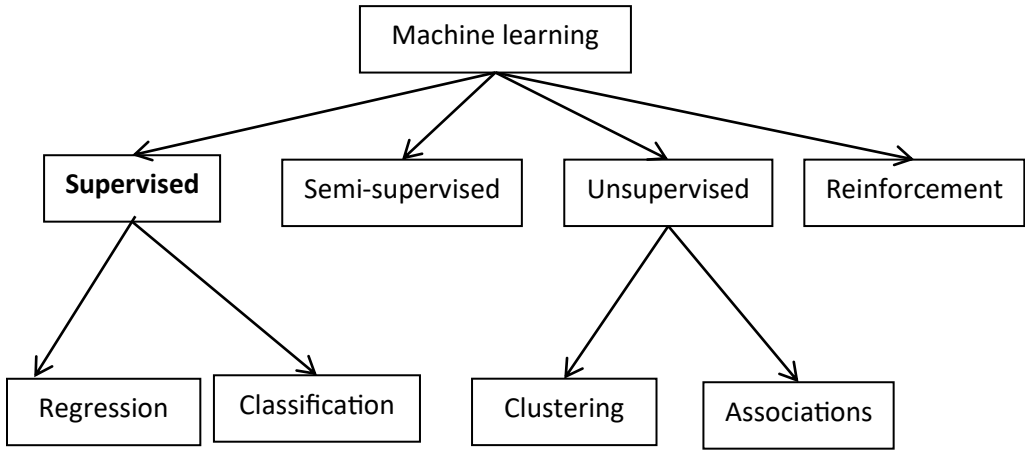 Machine learning
Supervised
Semi-supervised
Unsupervised
Reinforcement
Regression
Classification
Clustering
Associations